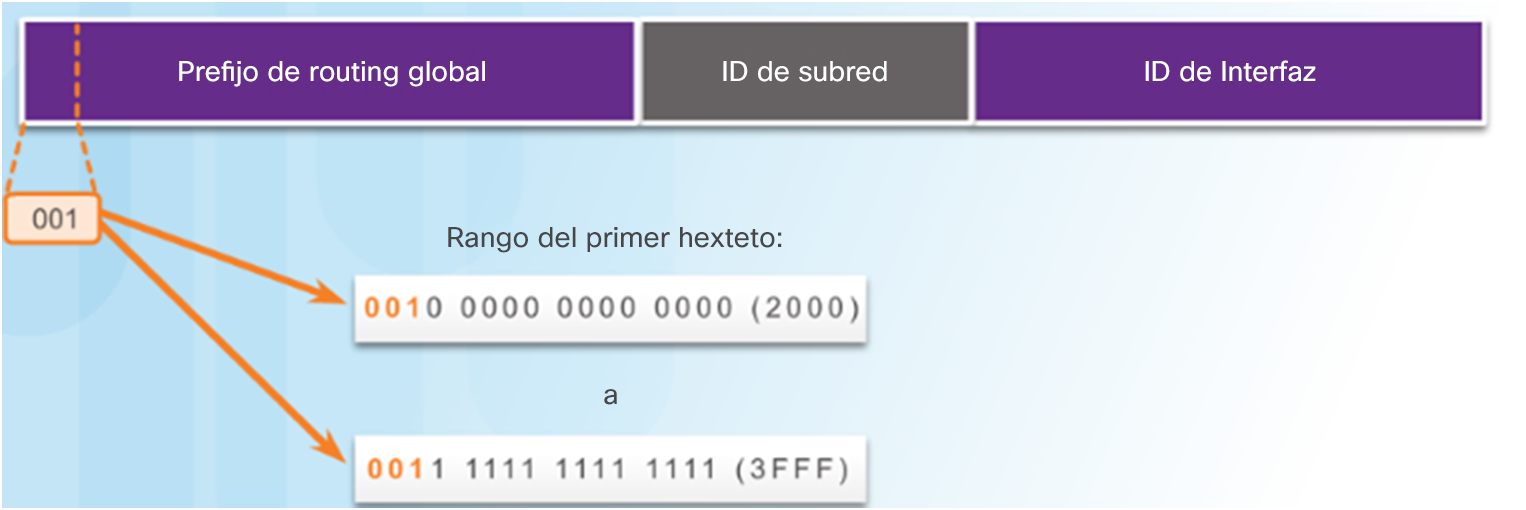 Prefijo de routing global ID de subred ID de Interfaz
001
Rango del primer hexteto:
0010 0000 0000 0000 (2000)
a
0011 1111 1111 1111 (3FFF)